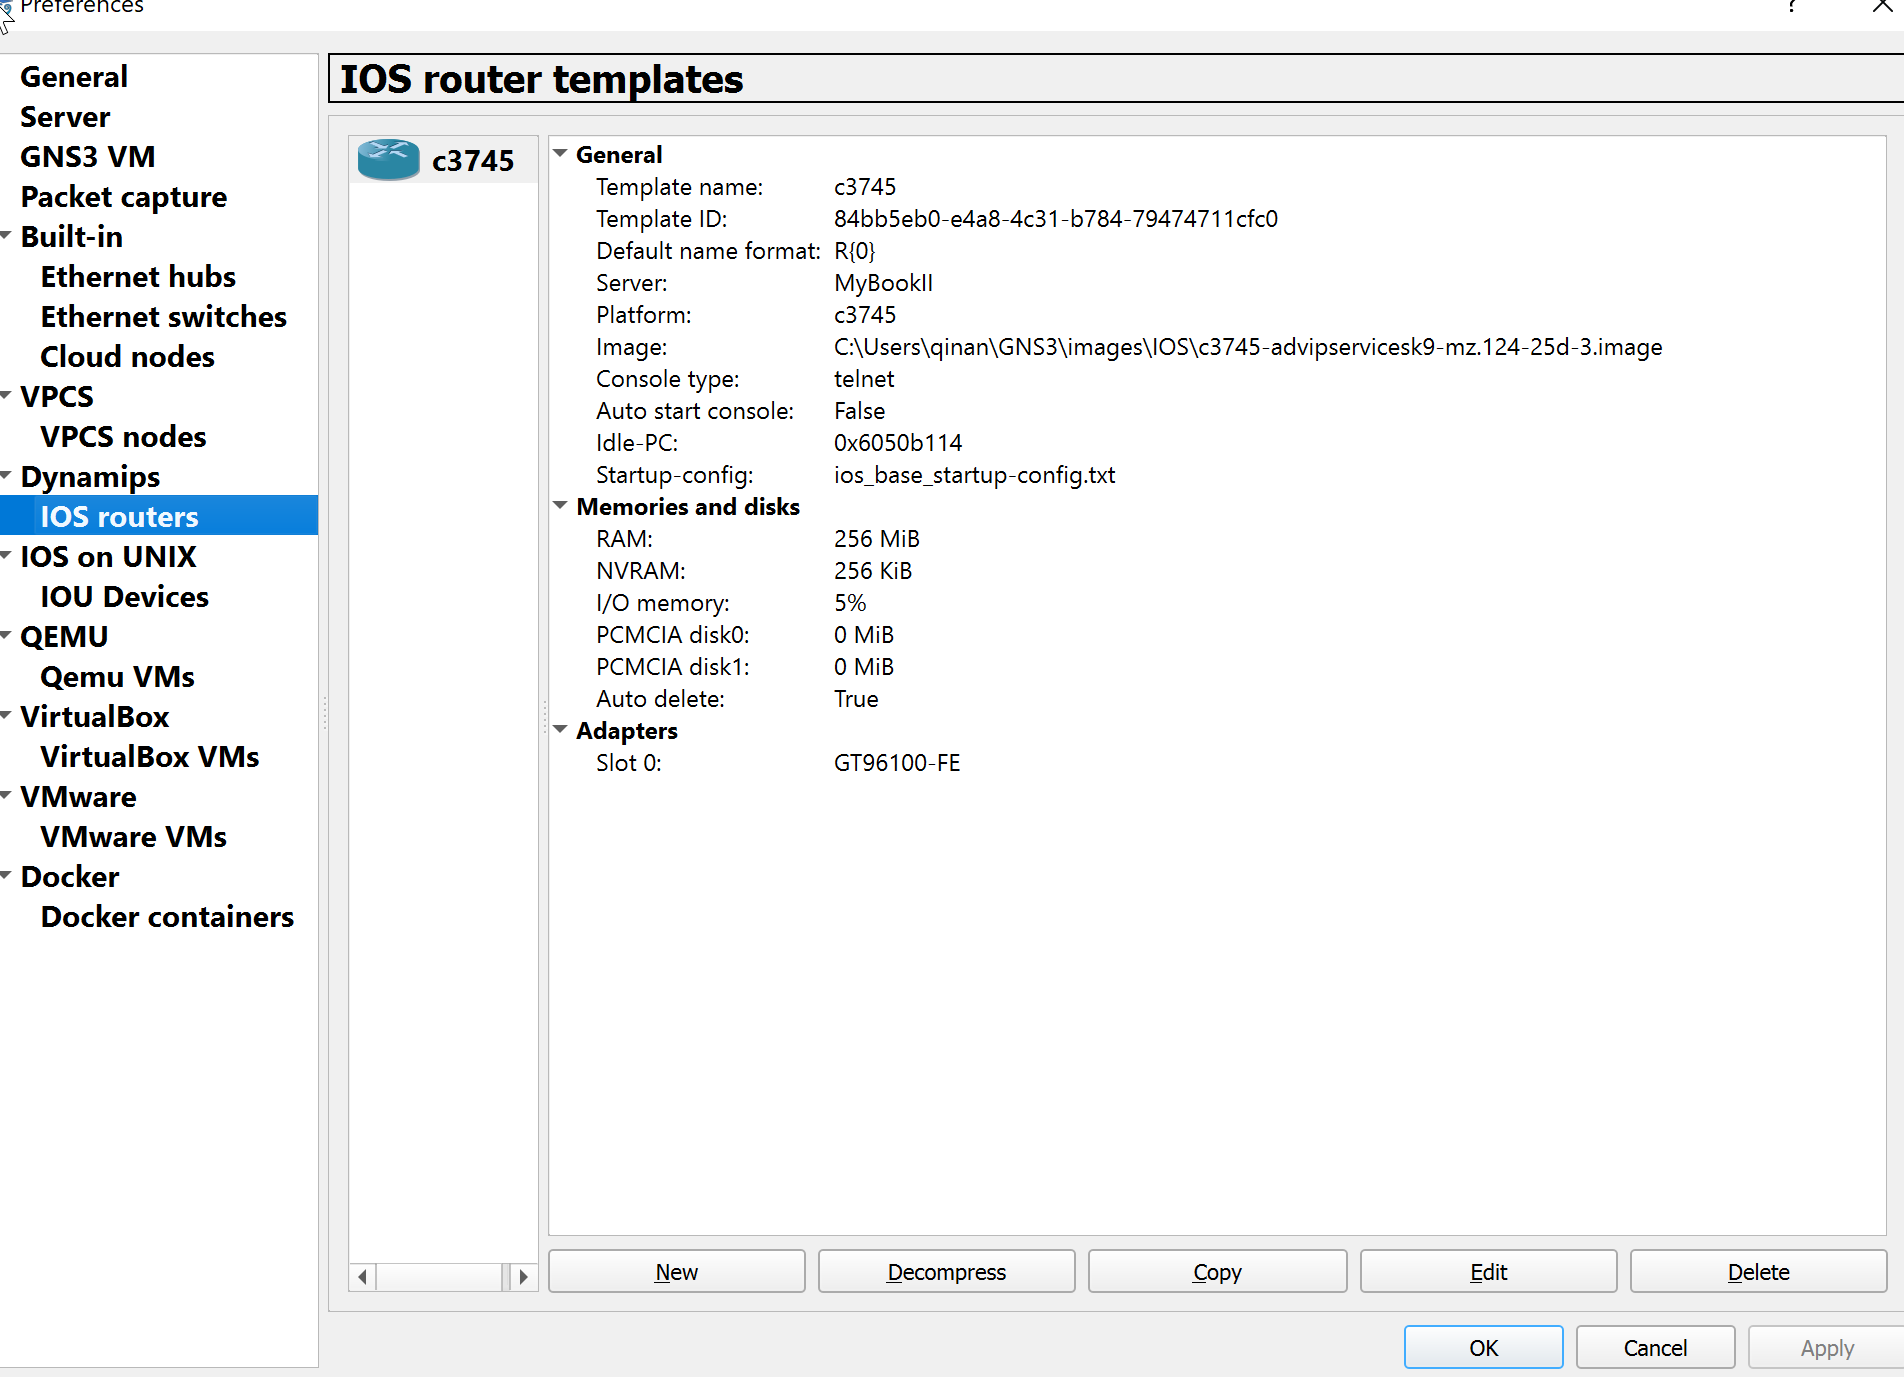 Preferences
?
General
Server
GNS3 VM
Packet capture
Built-in
Ethernet hubs
Ethernet switches
Cloud nodes
VPCS
VPCS nodes
Dynamips
IOS routers
IOS on UNIX
IOU Devices
QEMU
Qemu VMs
VirtualBox
VirtualBox VMs
VMware
VMware VMs
Docker
Docker containers
IOS router templates
c3745
General
Template name: c3745
Template ID: 84bb5eb0-e4a8-4c31-b784-79474711cfc0
Default name format: R{0}
Server: MyBookII
Platform: c3745
Image: C:\Users\qinan\GNS3\images\IOS\c3745-advipservicesk9-mz.124-25d-3.image
Console type: telnet
Auto start console: False
Idle-PC: 0x6050b114
Startup-config: ios_base_startup-config.txt
Memories and disks
RAM: 256 MiB
NVRAM: 256 KiB
I/O memory: 5%
PCMCIA disk0: 0 MiB
PCMCIA disk1: 0 MiB
Auto delete: True
Adapters
Slot 0: GT96100-FE
New Decompress Copy Edit Delete
OK Cancel Apply